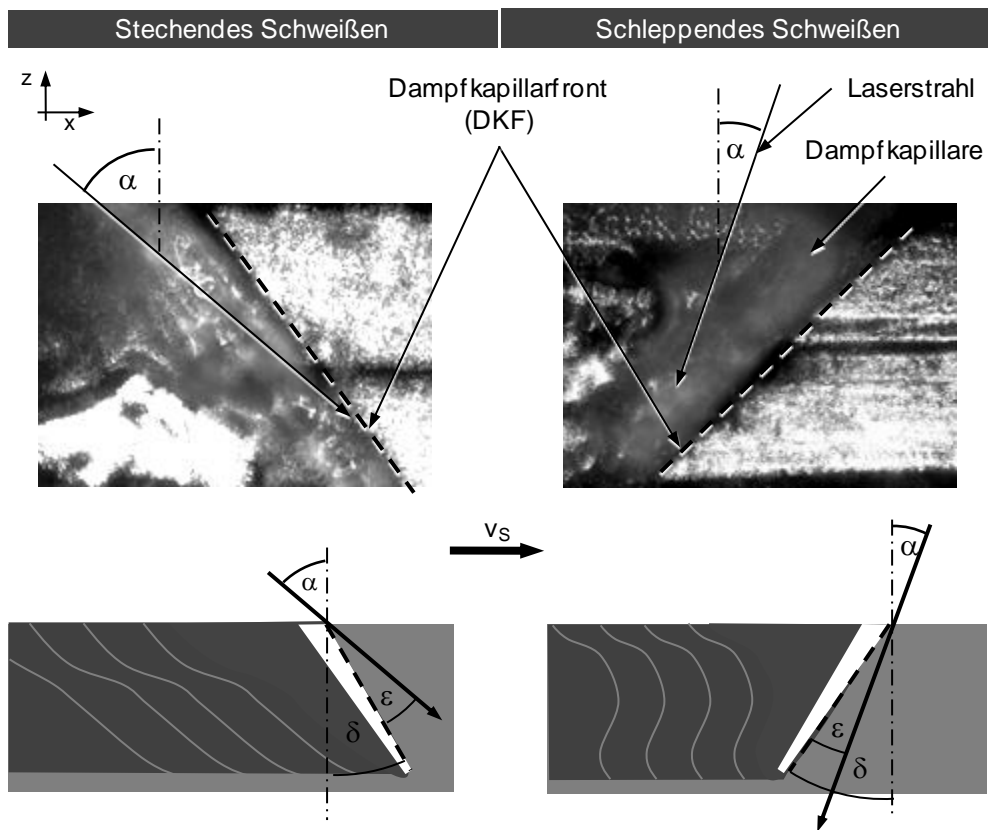 Stechendes Schweißen
Schleppendes Schweißen
z
x
Dampfkapillarfront
(DKF)
Laserstrahl
Dampfkapillare
α
α
vS
α
ε
δ
α
ε
δ